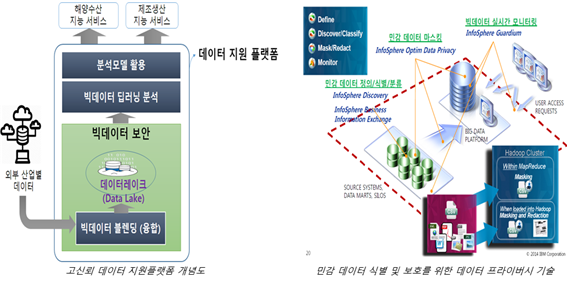 해양수산
지능 서비스
제조생산
지능 서비스
데이터 지원 플랫폼
분석모델 활용
빅데이터 딥러닝 분석
빅데이터 보안
데이터레이크
(Data Lake)
외부 산업별
데이터
빅데이터 블렌딩 (융합)
고신뢰 데이터 지원플랫폼 개념도
Define
Discover/Classify
Mask/Redact
Monitor
민감 데이터 마스킹
InfoSphere Optim Data Privacy
빅데이터 실시간 모니터링
InfoSphere Guardium
민감 데이터 정의/식별/분류
InfoSphere Discovery
InfoSphere Business
Information Exchange
USER ACCESS
REQUESTS
BIG DATA
PLATFORM
SOURCE SYSTEMS,
DATA MARTS, SILOS
Hadoop Cluster
Within MapReduce
Masking
When loaded into Hadoop
Masking and Redaction
20
© 2014 IBM Corporation
민감 데이터 식별 및 보호를 위한 데이터 프라이버시 기술